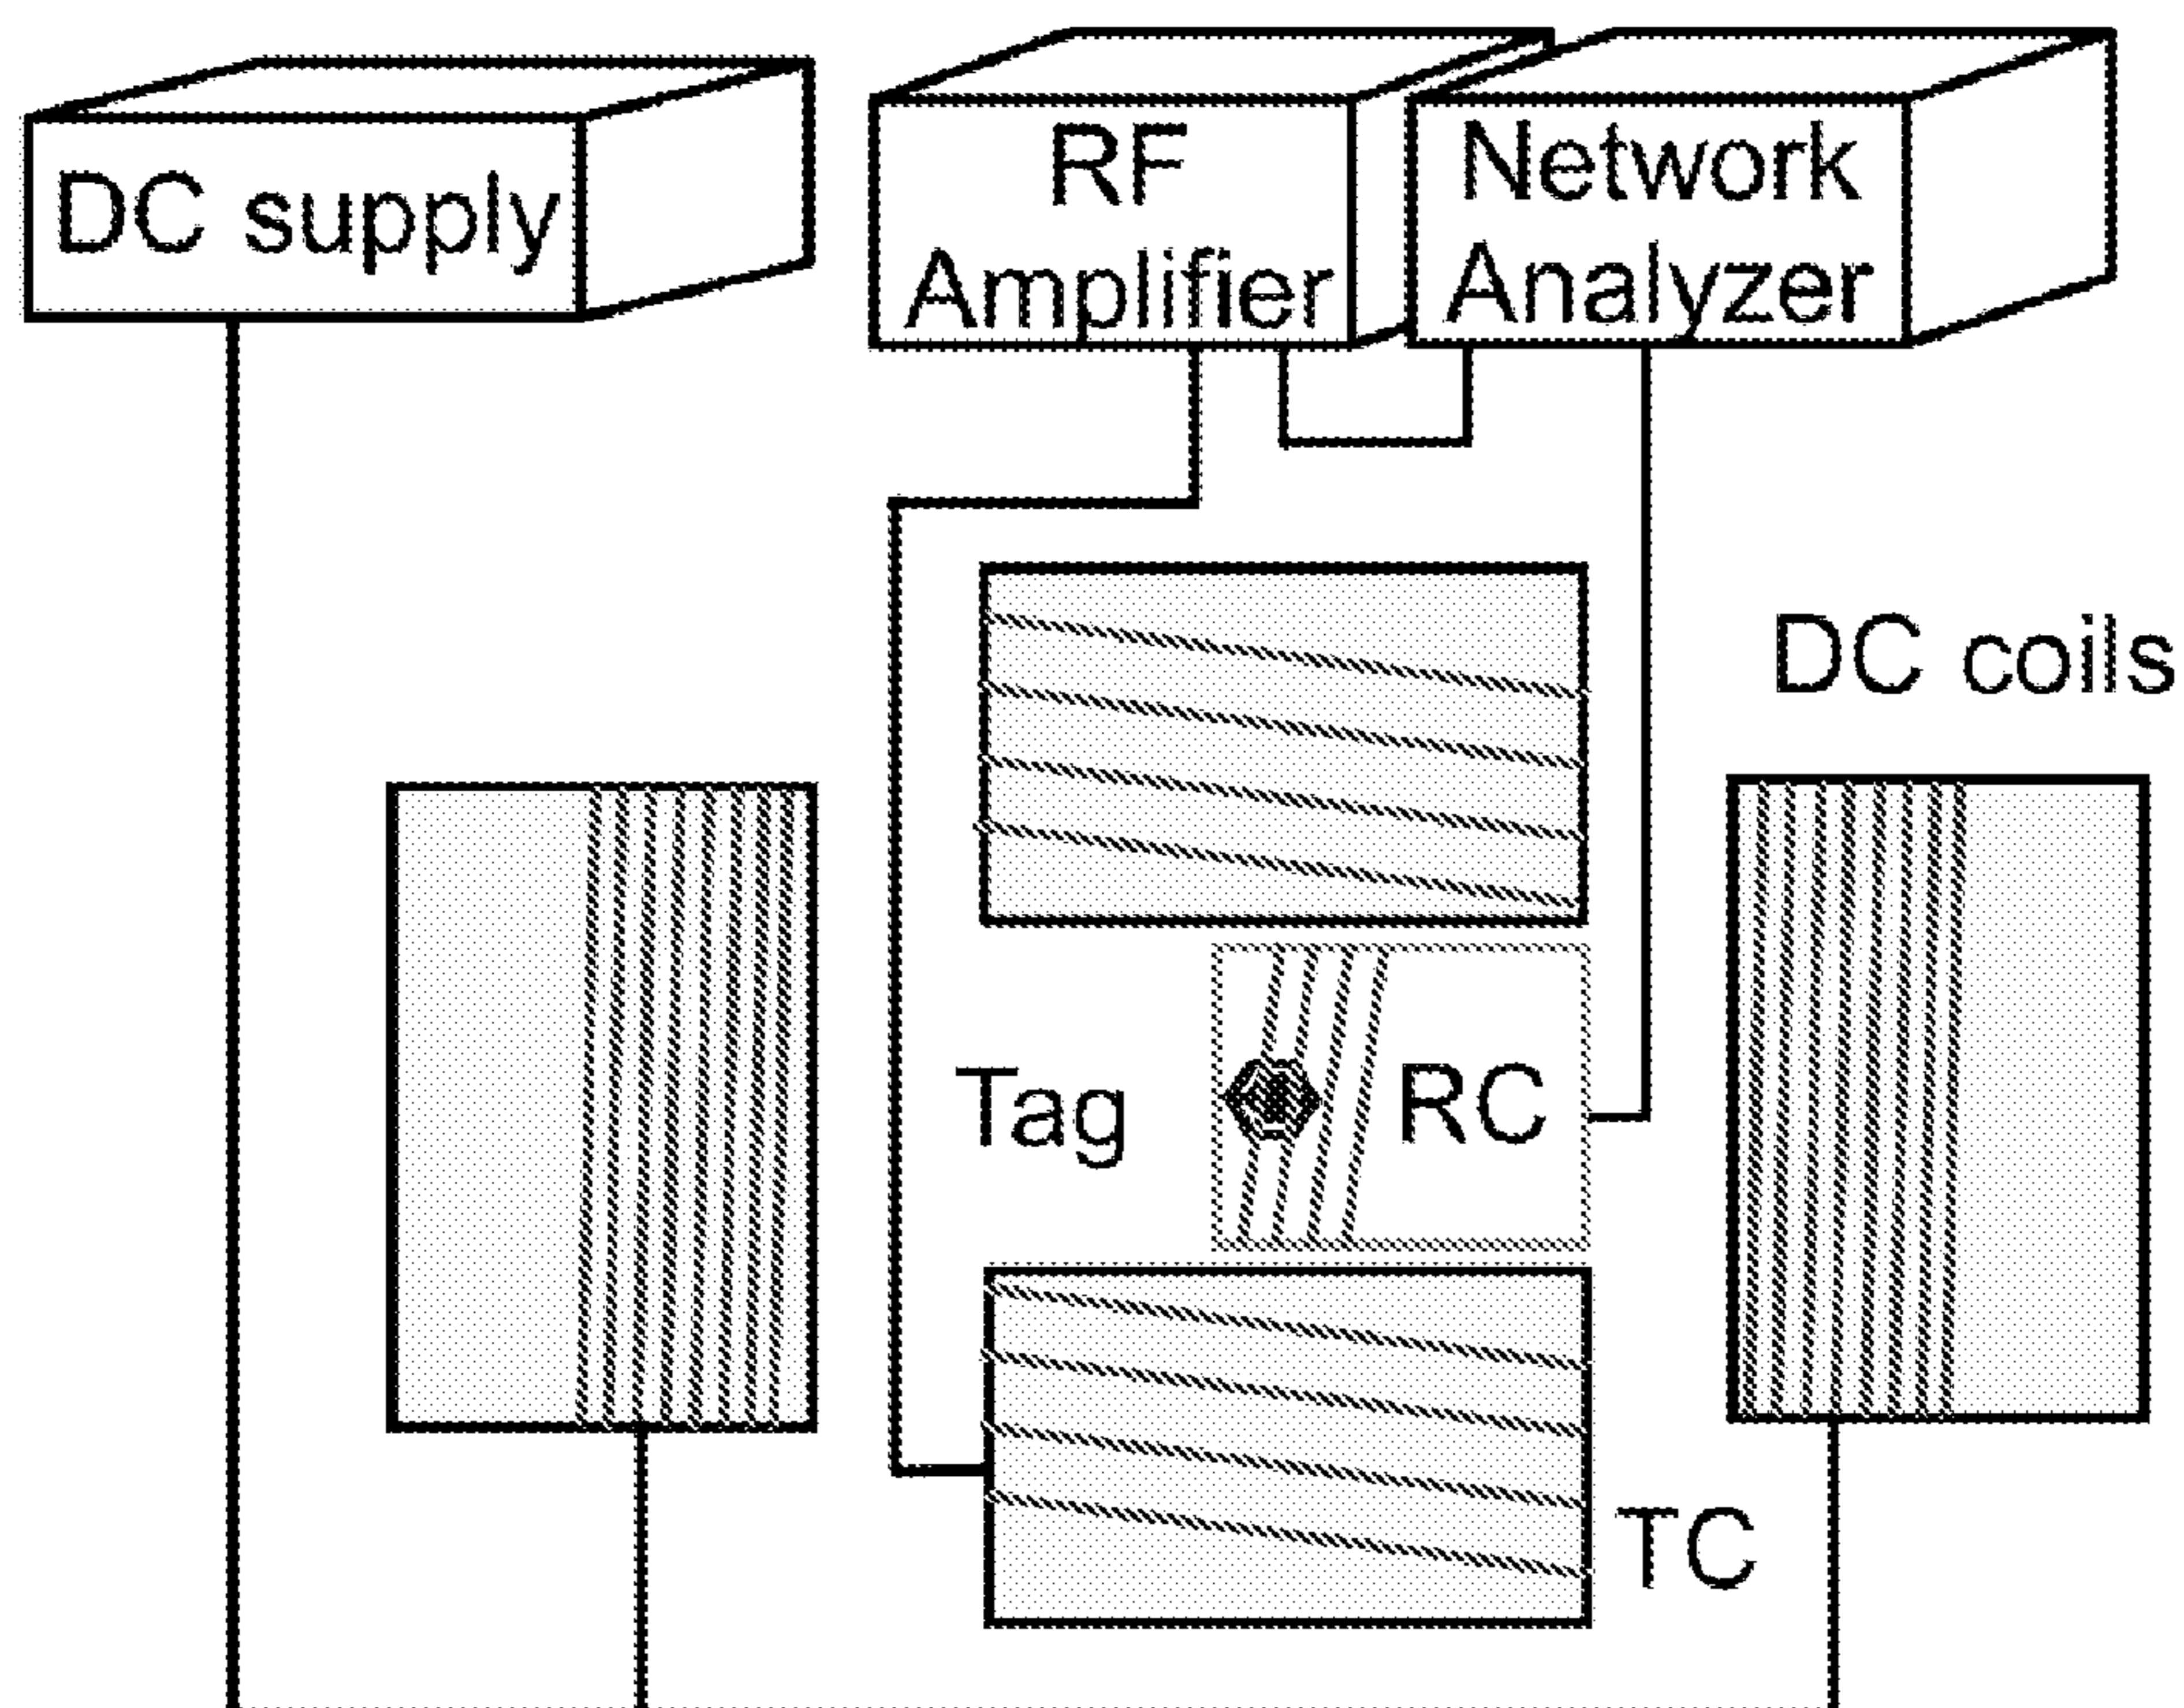 DC supply
RF
Amplifier
Network
Analyzer
DC coils
Tag
RC
TC